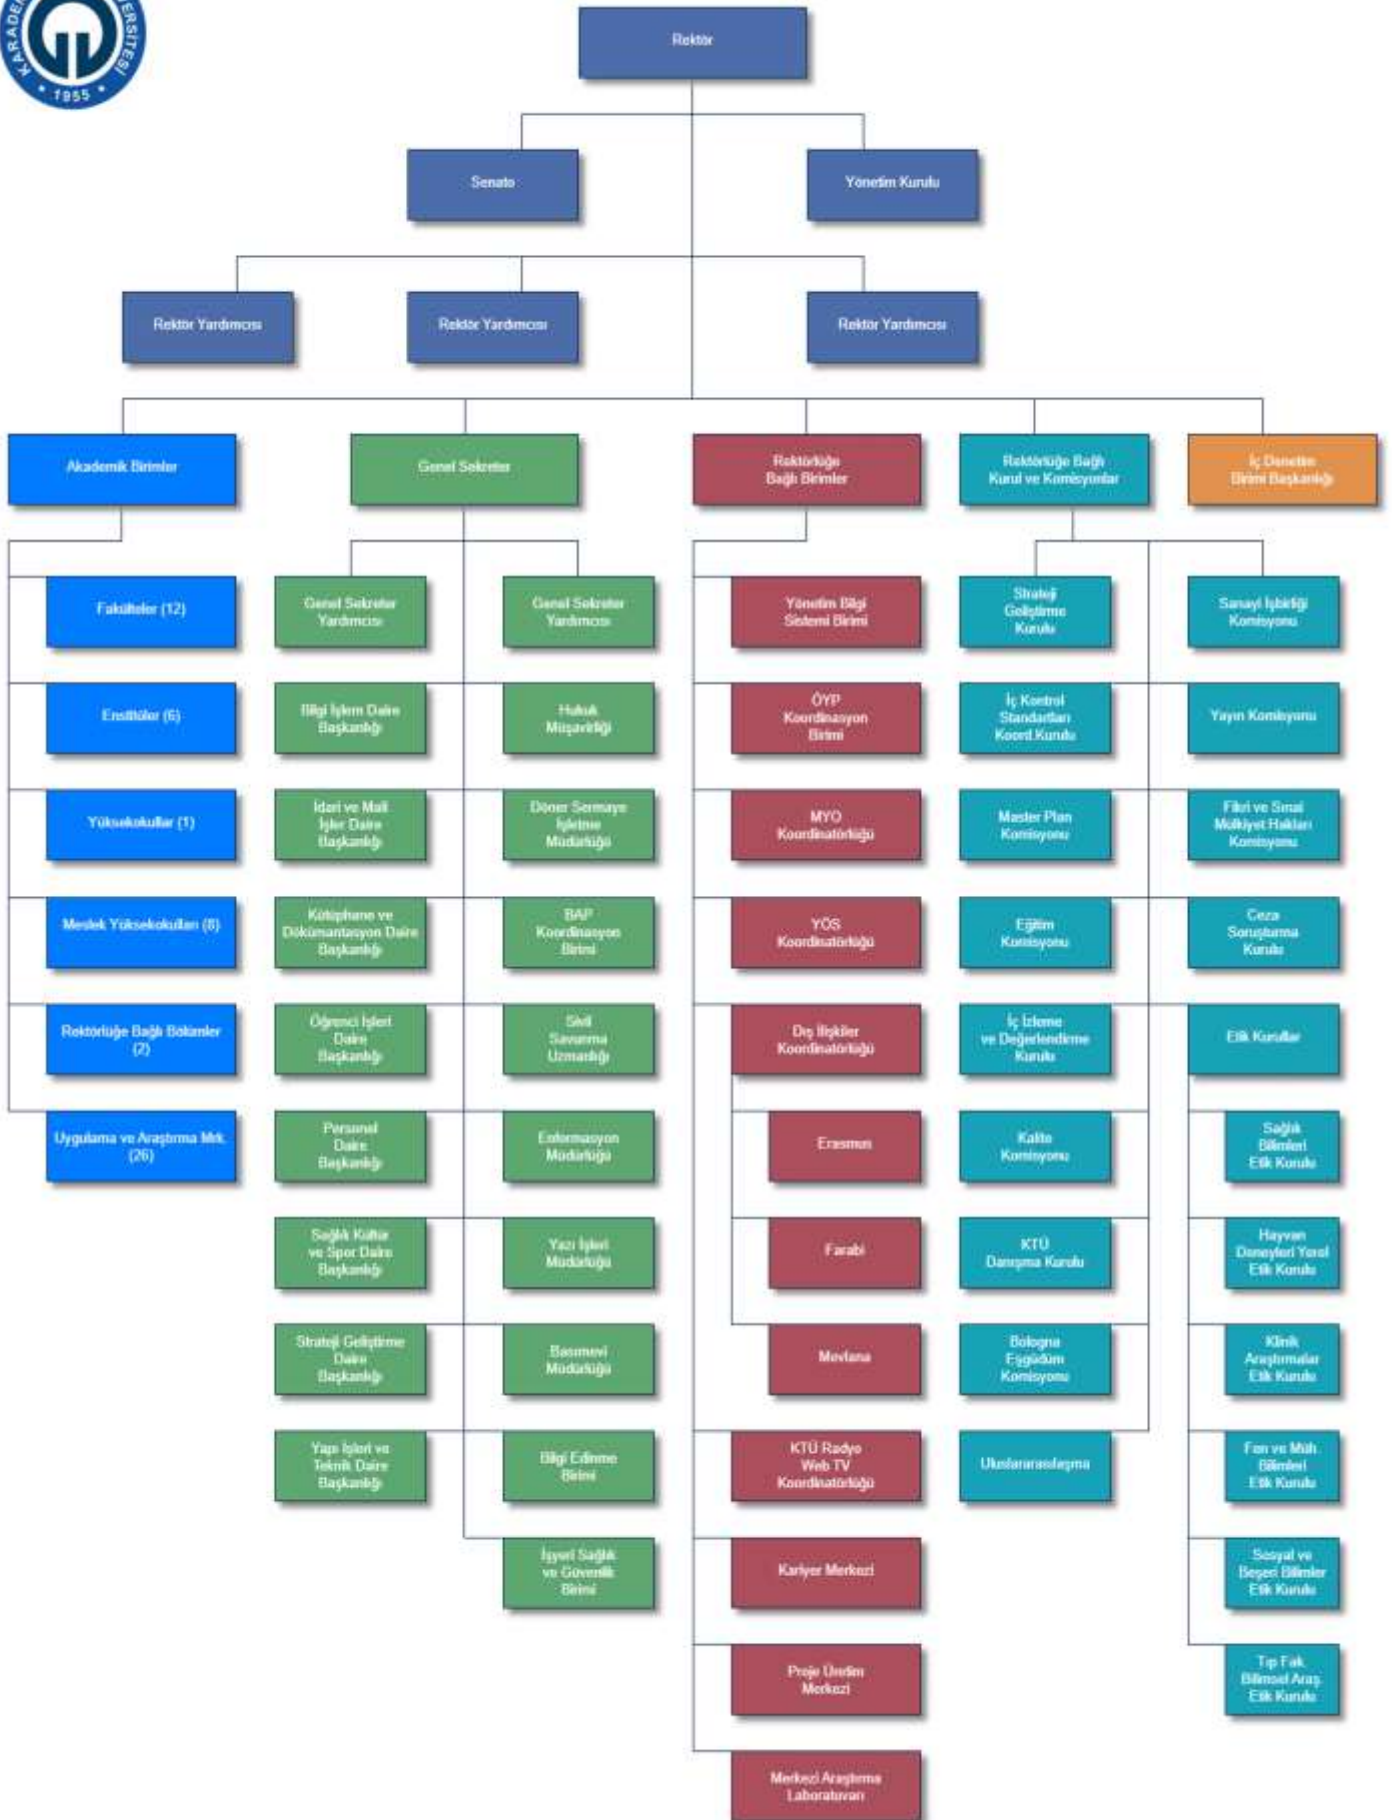 KARADEN
ERSİTESİ
• 1955 •
Rektör
Senato
Yönetim Kurulu
Rektör Yardımcısı
Rektör Yardımcısı
Rektör Yardımcısı
Akademik Birimler
Genel Sekreter
Rektörlüğe
Bağlı Birimler
Rektörlüğe Bağlı
Kurul ve Komisyonlar
İç Denetim
Birimi Başkanlığı
Fakülteler (12)
Enstitüler (6)
Yüksekokullar (1)
Meslek Yüksekokulları (8)
Rektörlüğe Bağlı Bölümler
(2)
Uygulama ve Araştırma Mrk.
(26)
Genel Sekreter
Yardımcısı
Bilgi İşlem Daire
Başkanlığı
İdari ve Mali
İşler Daire
Başkanlığı
Kütüphane ve
Dökümantasyon Daire
Başkanlığı
Öğrenci İşleri
Daire
Başkanlığı
Personel
Daire
Başkanlığı
Sağlık Kültür
ve Spor Daire
Başkanlığı
Strateji Geliştirme
Daire
Başkanlığı
Yapı İşleri ve
Teknik Daire
Başkanlığı
Genel Sekreter
Yardımcısı
Hukuk
Müşavirliği
Döner Sermaye
İşletme
Müdürlüğü
BAP
Koordinasyon
Birimi
Sivil
Savunma
Uzmanlığı
Enformasyon
Müdürlüğü
Yazı İşleri
Müdürlüğü
Basımevi
Müdürlüğü
Bilgi Edinme
Birimi
İşyeri Sağlık
ve Güvenlik
Birimi
Yönetim Bilgi
Sistemi Birimi
ÖYP
Koordinasyon
Birimi
MYO
Koordinatörlüğü
YÖS
Koordinatörlüğü
Dış İlişkiler
Koordinatörlüğü
Erasmus
Farabi
Mevlana
KTÜ Radyo
Web TV
Koordinatörlüğü
Kariyer Merkezi
Proje Üretim
Merkezi
Merkezi Araştırma
Laboratuvarı
Strateji
Geliştirme
Kurulu
İç Kontrol
Standartları
Koord.Kurulu
Master Plan
Komisyonu
Eğitim
Komisyonu
İç İzleme
ve Değerlendirme
Kurulu
Kalite
Komisyonu
KTÜ
Danışma Kurulu
Bologna
Eşgüdüm
Komisyonu
Uluslararasılaşma
Sanayi İşbirliği
Komisyonu
Yayın Komisyonu
Fikri ve Sınai
Mülkiyet Hakları
Komisyonu
Ceza
Soruşturma
Kurulu
Etik Kurullar
Sağlık
Bilimleri
Etik Kurulu
Hayvan
Deneyleri Yerel
Etik Kurulu
Klinik
Araştırmalar
Etik Kurulu
Fen ve Müh.
Bilimleri
Etik Kurulu
Sosyal ve
Beşeri Bilimler
Etik Kurulu
Tıp Fak.
Bilimsel Araş.
Etik Kurulu